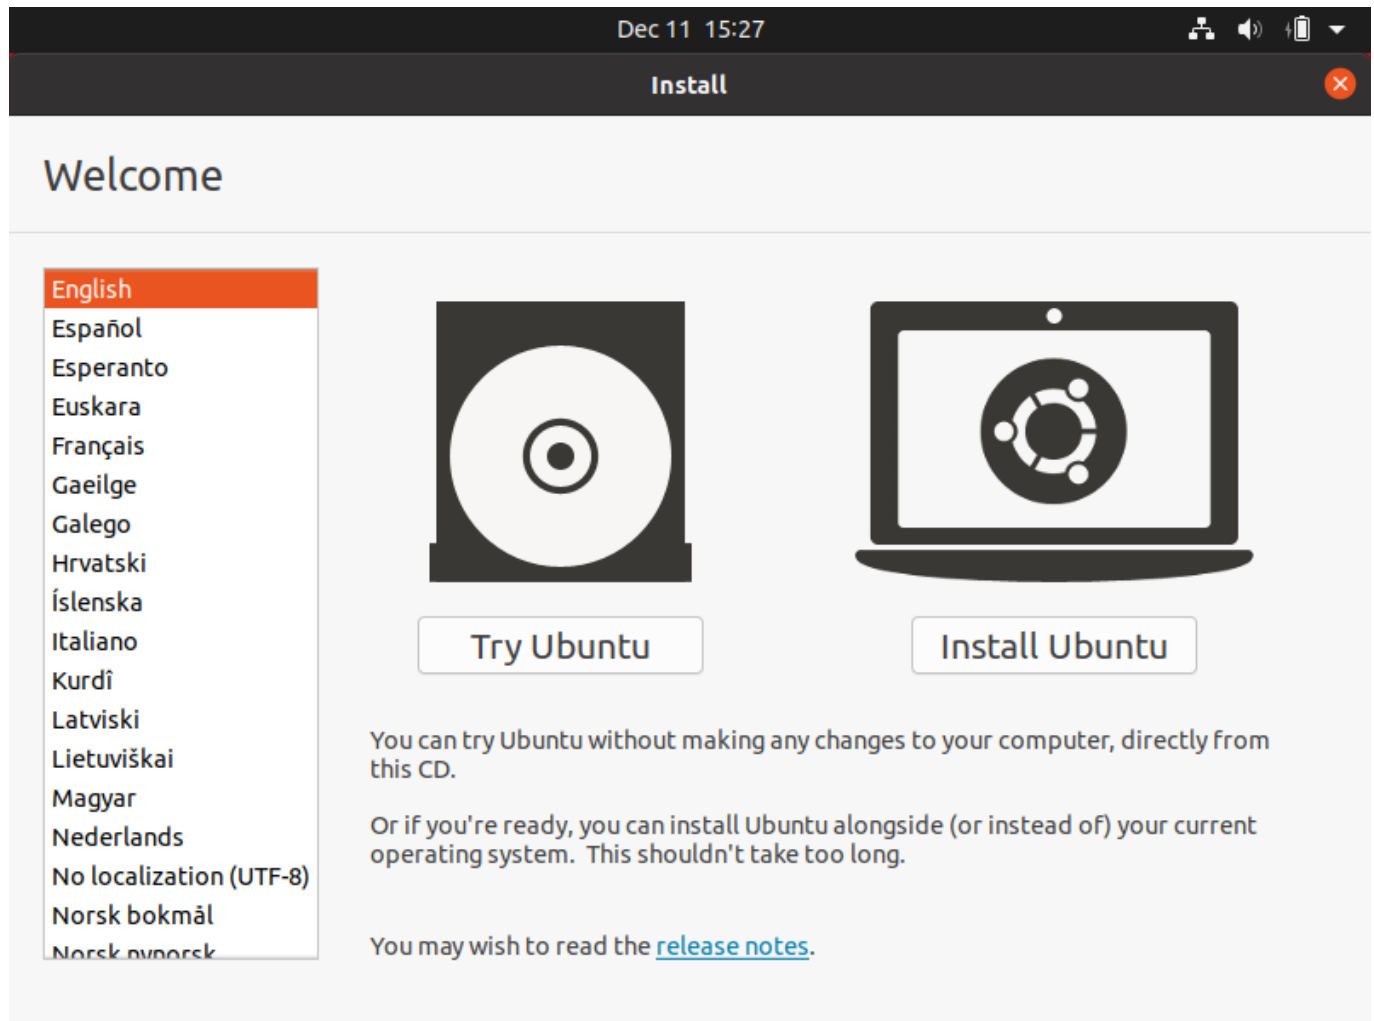 Dec 11 15:27
Install
Welcome
English
Español
Esperanto
Euskara
Français
Gaeilge
Galego
Hrvatski
Íslenska
Italiano
Kurdî
Latviski
Lietuviškai
Magyar
Nederlands
No localization (UTF-8)
Norsk bokmål
Norsk nynorsk
Try Ubuntu
Install Ubuntu
You can try Ubuntu without making any changes to your computer, directly from
this CD.
Or if you're ready, you can install Ubuntu alongside (or instead of) your current
operating system. This shouldn't take too long.
You may wish to read the release notes.